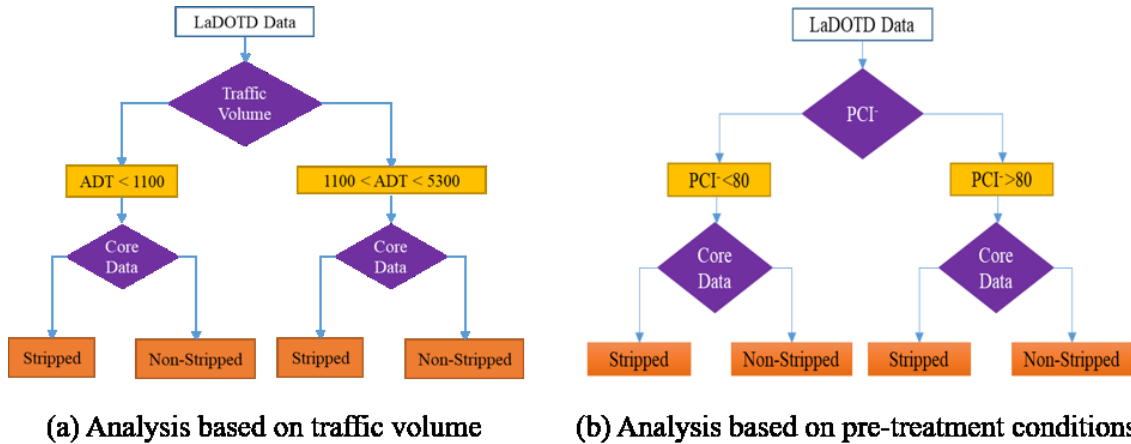 LaDOTD Data
Traffic
Volume
ADT < 1100
1100 < ADT < 5300
Core
Data
Core
Data
Stripped
Non-Stripped
Stripped
Non-Stripped
(a) Analysis based on traffic volume
LaDOTD Data
PCI⁻
PCI⁻<80
PCI⁻>80
Core
Data
Core
Data
Stripped
Non-Stripped
Stripped
Non-Stripped
(b) Analysis based on pre-treatment conditions